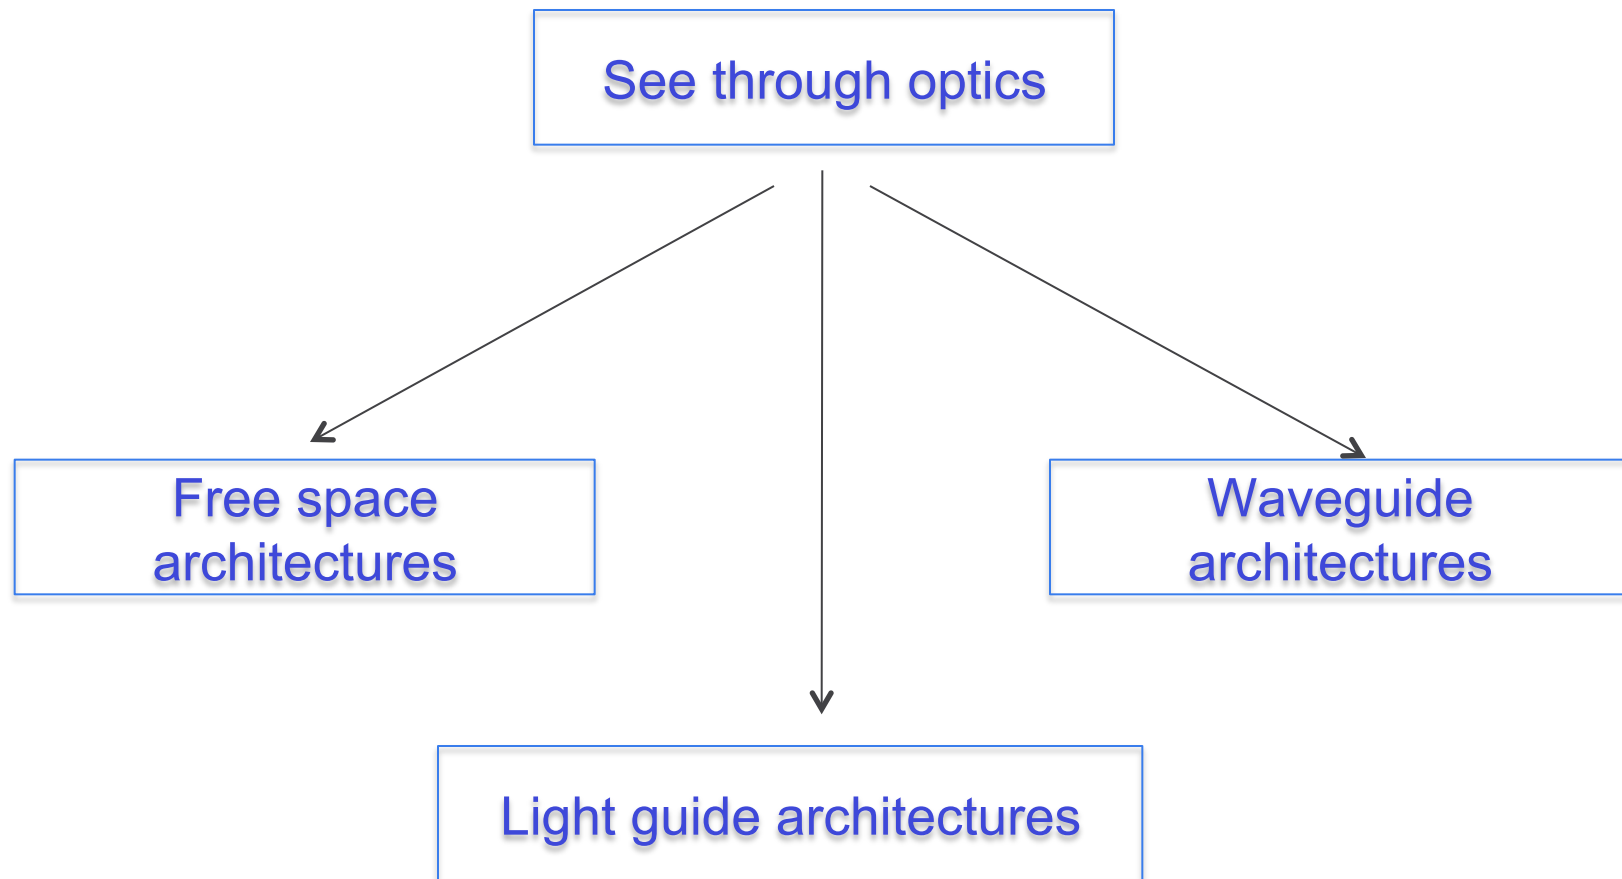 See through optics
Free space
architectures
Waveguide
architectures
Light guide architectures